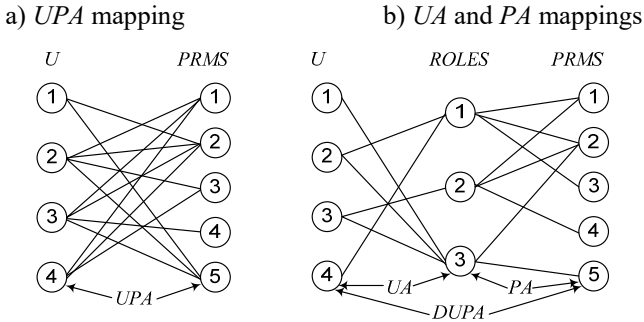 a) UPA mapping
b) UA and PA mappings
U PRMS
U ROLES PRMS
1 1
2 2
3 3
4 4
5
UPA
1 1 1
2 2 2
3 3
3 4
4 5
UA PA
DUPA